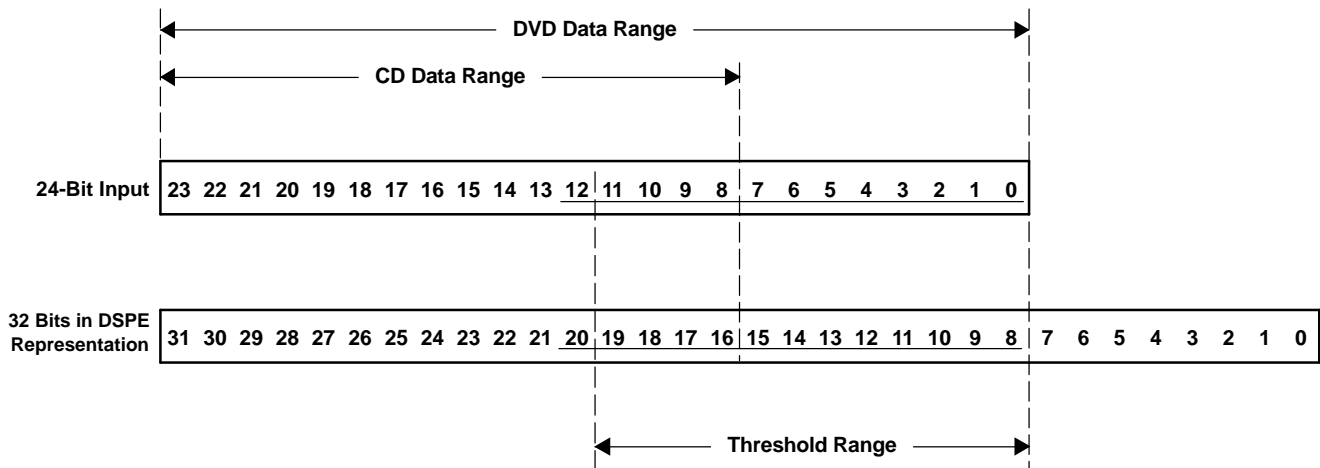 DVD Data Range
CD Data Range
24-Bit Input 23 22 21 20 19 18 17 16 15 14 13 12 11 10 9 8 7 6 5 4 3 2 1 0
32 Bits in DSPE
Representation 31 30 29 28 27 26 25 24 23 22 21 20 19 18 17 16 15 14 13 12 11 10 9 8 7 6 5 4 3 2 1 0
Threshold Range